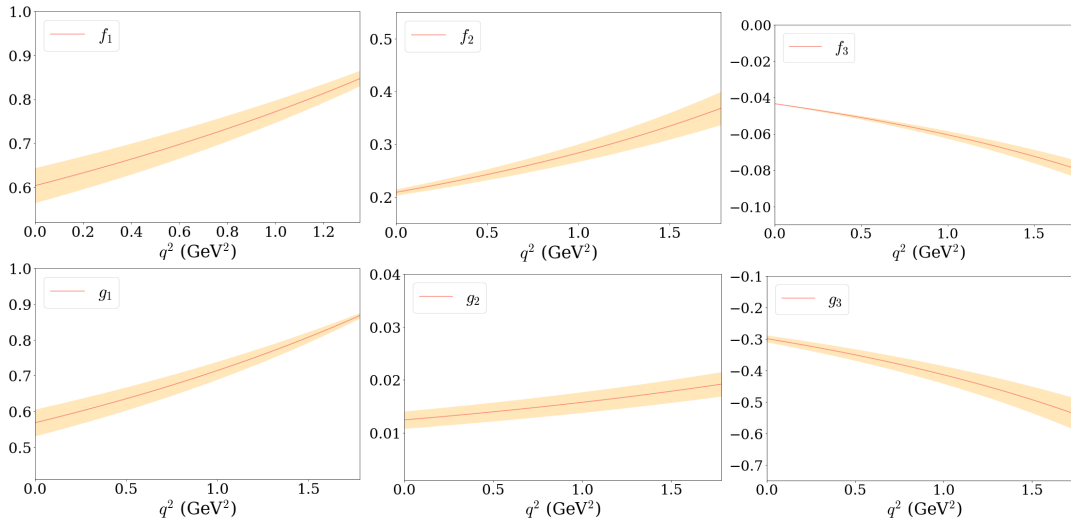 1.0
0.9
0.8
0.7
0.6
f₁
0.0 0.2 0.4 0.6 0.8 1.0 1.2
q² (GeV²)
0.5
0.4
0.3
0.2
f₂
0.0 0.5 1.0 1.5
q² (GeV²)
0.00
−0.02
−0.04
−0.06
−0.08
−0.10
f₃
0.0 0.5 1.0 1.5
q² (GeV²)
1.0
0.9
0.8
0.7
0.6
0.5
g₁
0.0 0.5 1.0 1.5
q² (GeV²)
0.04
0.03
0.02
0.01
g₂
0.0 0.5 1.0 1.5
q² (GeV²)
−0.1
−0.2
−0.3
−0.4
−0.5
−0.6
−0.7
g₃
0.0 0.5 1.0 1.5
q² (GeV²)